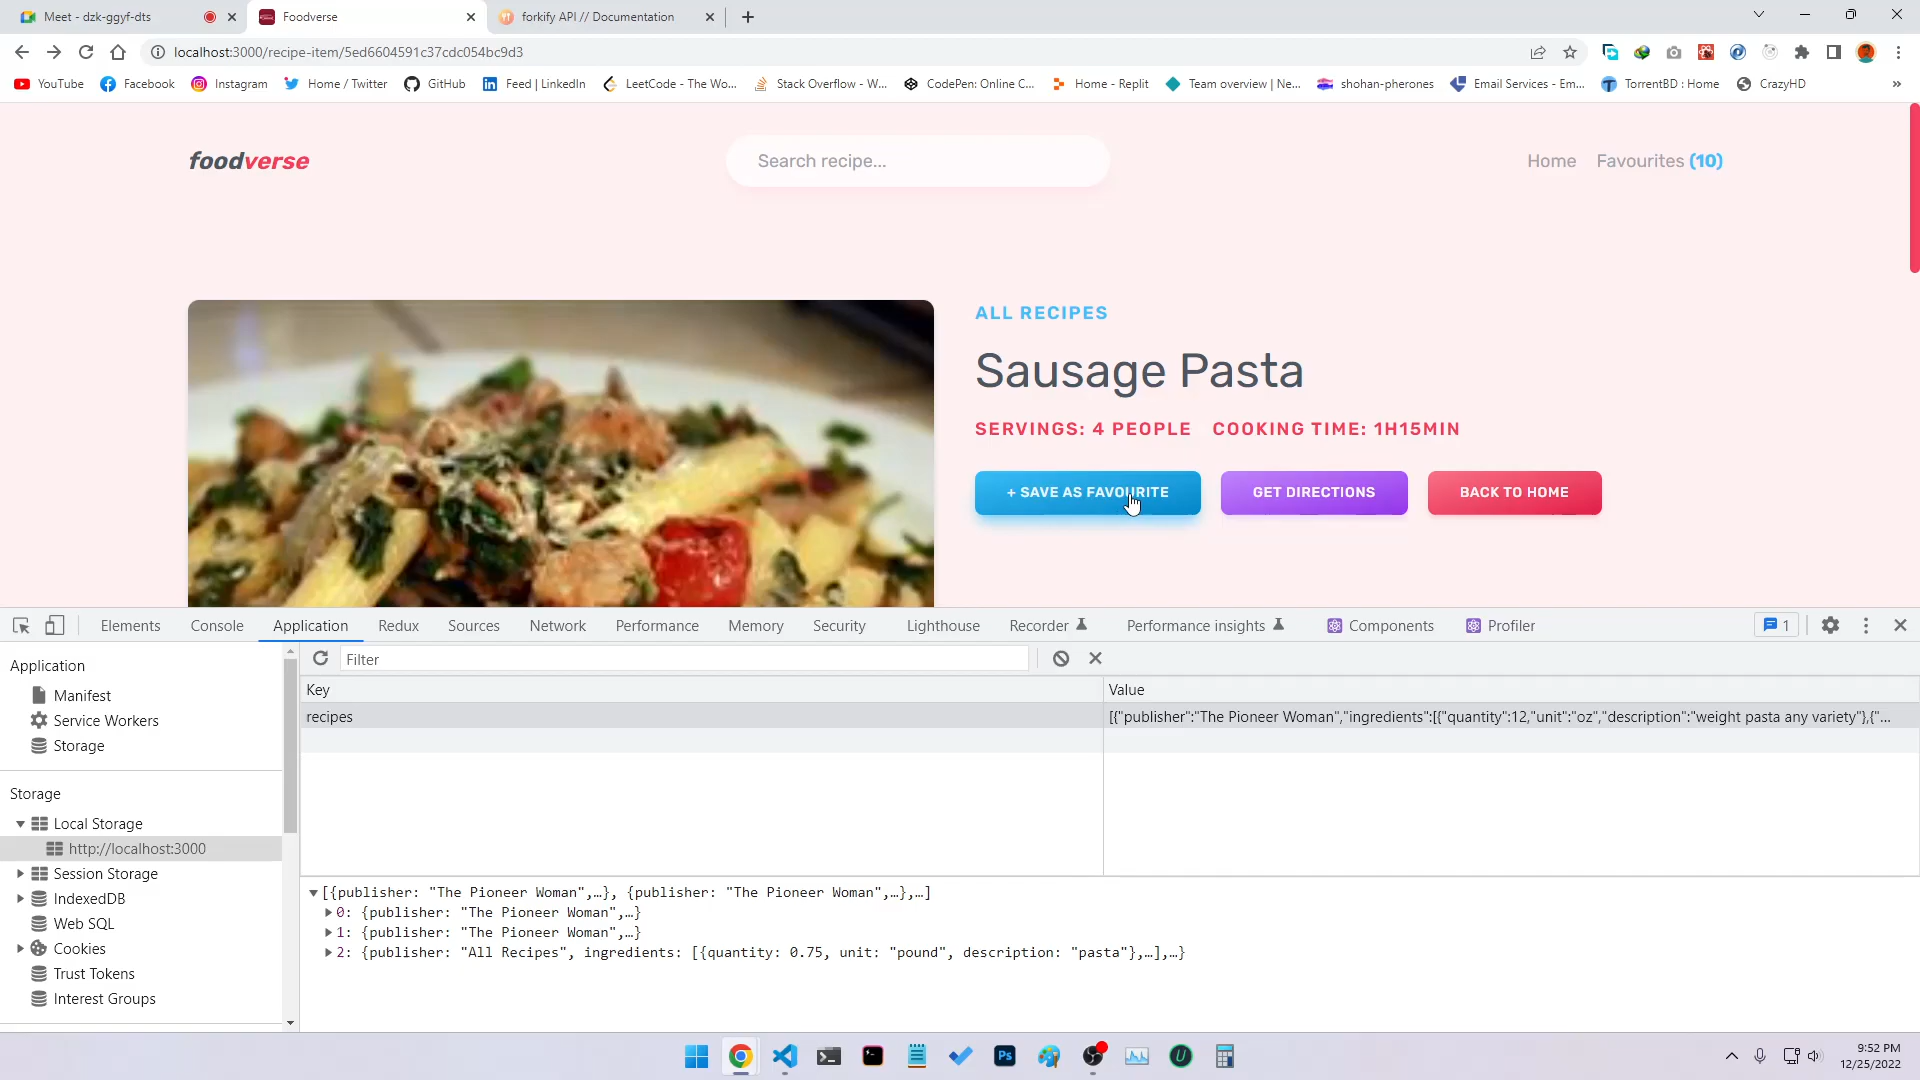 Meet - dzk-ggyf-dts
Foodverse
forkify API // Documentation
localhost:3000/recipe-item/5ed6604591c37cdc054bc9d3
YouTube
Facebook
Instagram
Home / Twitter
GitHub
Feed | LinkedIn
LeetCode - The Wo...
Stack Overflow - W...
CodePen: Online C...
Home - Replit
Team overview | Ne...
shohan-pherones
Email Services - Em...
TorrentBD : Home
CrazyHD
»
foodverse
Search recipe...
Home
Favourites (10)
ALL RECIPES
Sausage Pasta
SERVINGS: 4 PEOPLE
COOKING TIME: 1H15MIN
+ SAVE AS FAVOURITE
GET DIRECTIONS
BACK TO HOME
Elements
Console
Application
Redux
Sources
Network
Performance
Memory
Security
Lighthouse
Recorder
Performance insights
Components
Profiler
1
Application
Manifest
Service Workers
Storage
Storage
Local Storage
http://localhost:3000
Session Storage
IndexedDB
Web SQL
Cookies
Trust Tokens
Interest Groups
Filter
Key
Value
recipes
[{"publisher":"The Pioneer Woman","ingredients":[{"quantity":12,"unit":"oz","description":"weight pasta any variety"},{"...
[{publisher: "The Pioneer Woman",…}, {publisher: "The Pioneer Woman",…},…]
0: {publisher: "The Pioneer Woman",…}
1: {publisher: "The Pioneer Woman",…}
2: {publisher: "All Recipes", ingredients: [{quantity: 0.75, unit: "pound", description: "pasta"},…],…}
Ps
U
9:52 PM
12/25/2022